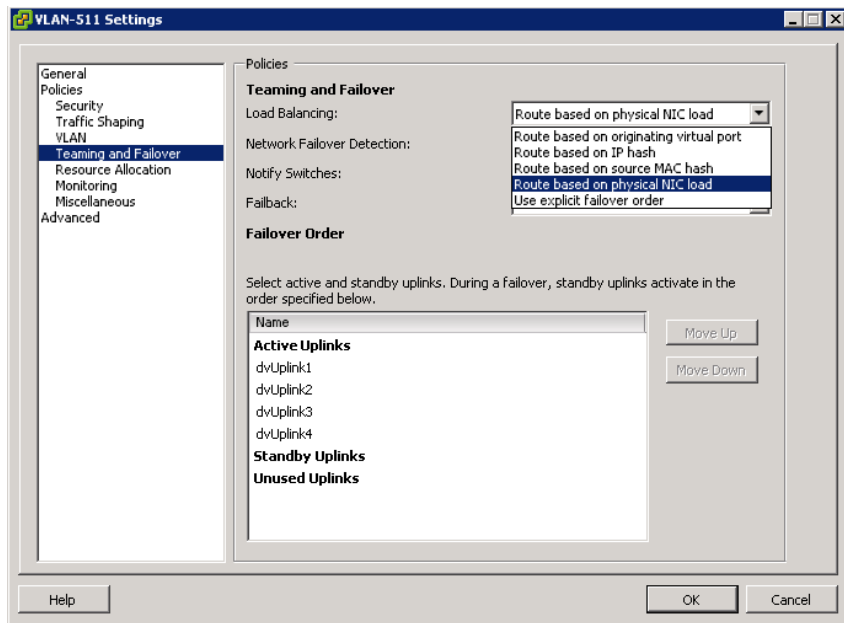 VLAN-511 Settings
General
Policies
Security
Traffic Shaping
VLAN
Teaming and Failover
Resource Allocation
Monitoring
Miscellaneous
Advanced
Policies
Teaming and Failover
Load Balancing:
Route based on physical NIC load
Network Failover Detection:
Notify Switches:
Failback:
Route based on originating virtual port
Route based on IP hash
Route based on source MAC hash
Route based on physical NIC load
Use explicit failover order
Failover Order
Select active and standby uplinks. During a failover, standby uplinks activate in the
order specified below.
Name
Active Uplinks
dvUplink1
dvUplink2
dvUplink3
dvUplink4
Standby Uplinks
Unused Uplinks
Move Up
Move Down
Help
OK
Cancel